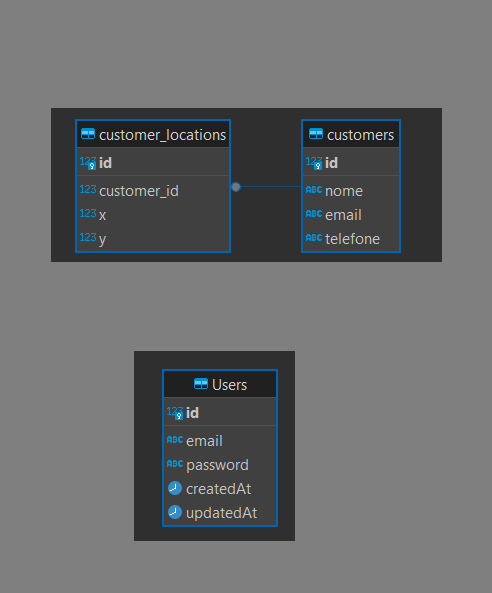 customer_locations
123 id
123 customer_id
123 x
123 y
customers
123 id
ABC nome
ABC email
ABC telefone
Users
123 id
ABC email
ABC password
createdAt
updatedAt